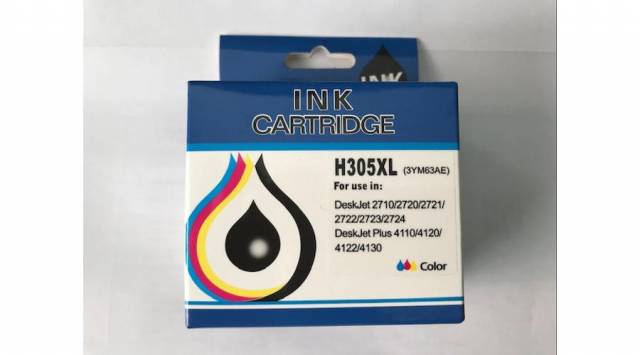 INK
INK
CARTRIDGE
H305XL (3YM63AE)
For use in:
DeskJet 2710/2720/2721/
2722/2723/2724
DeskJet Plus 4110/4120/
4122/4130
Color